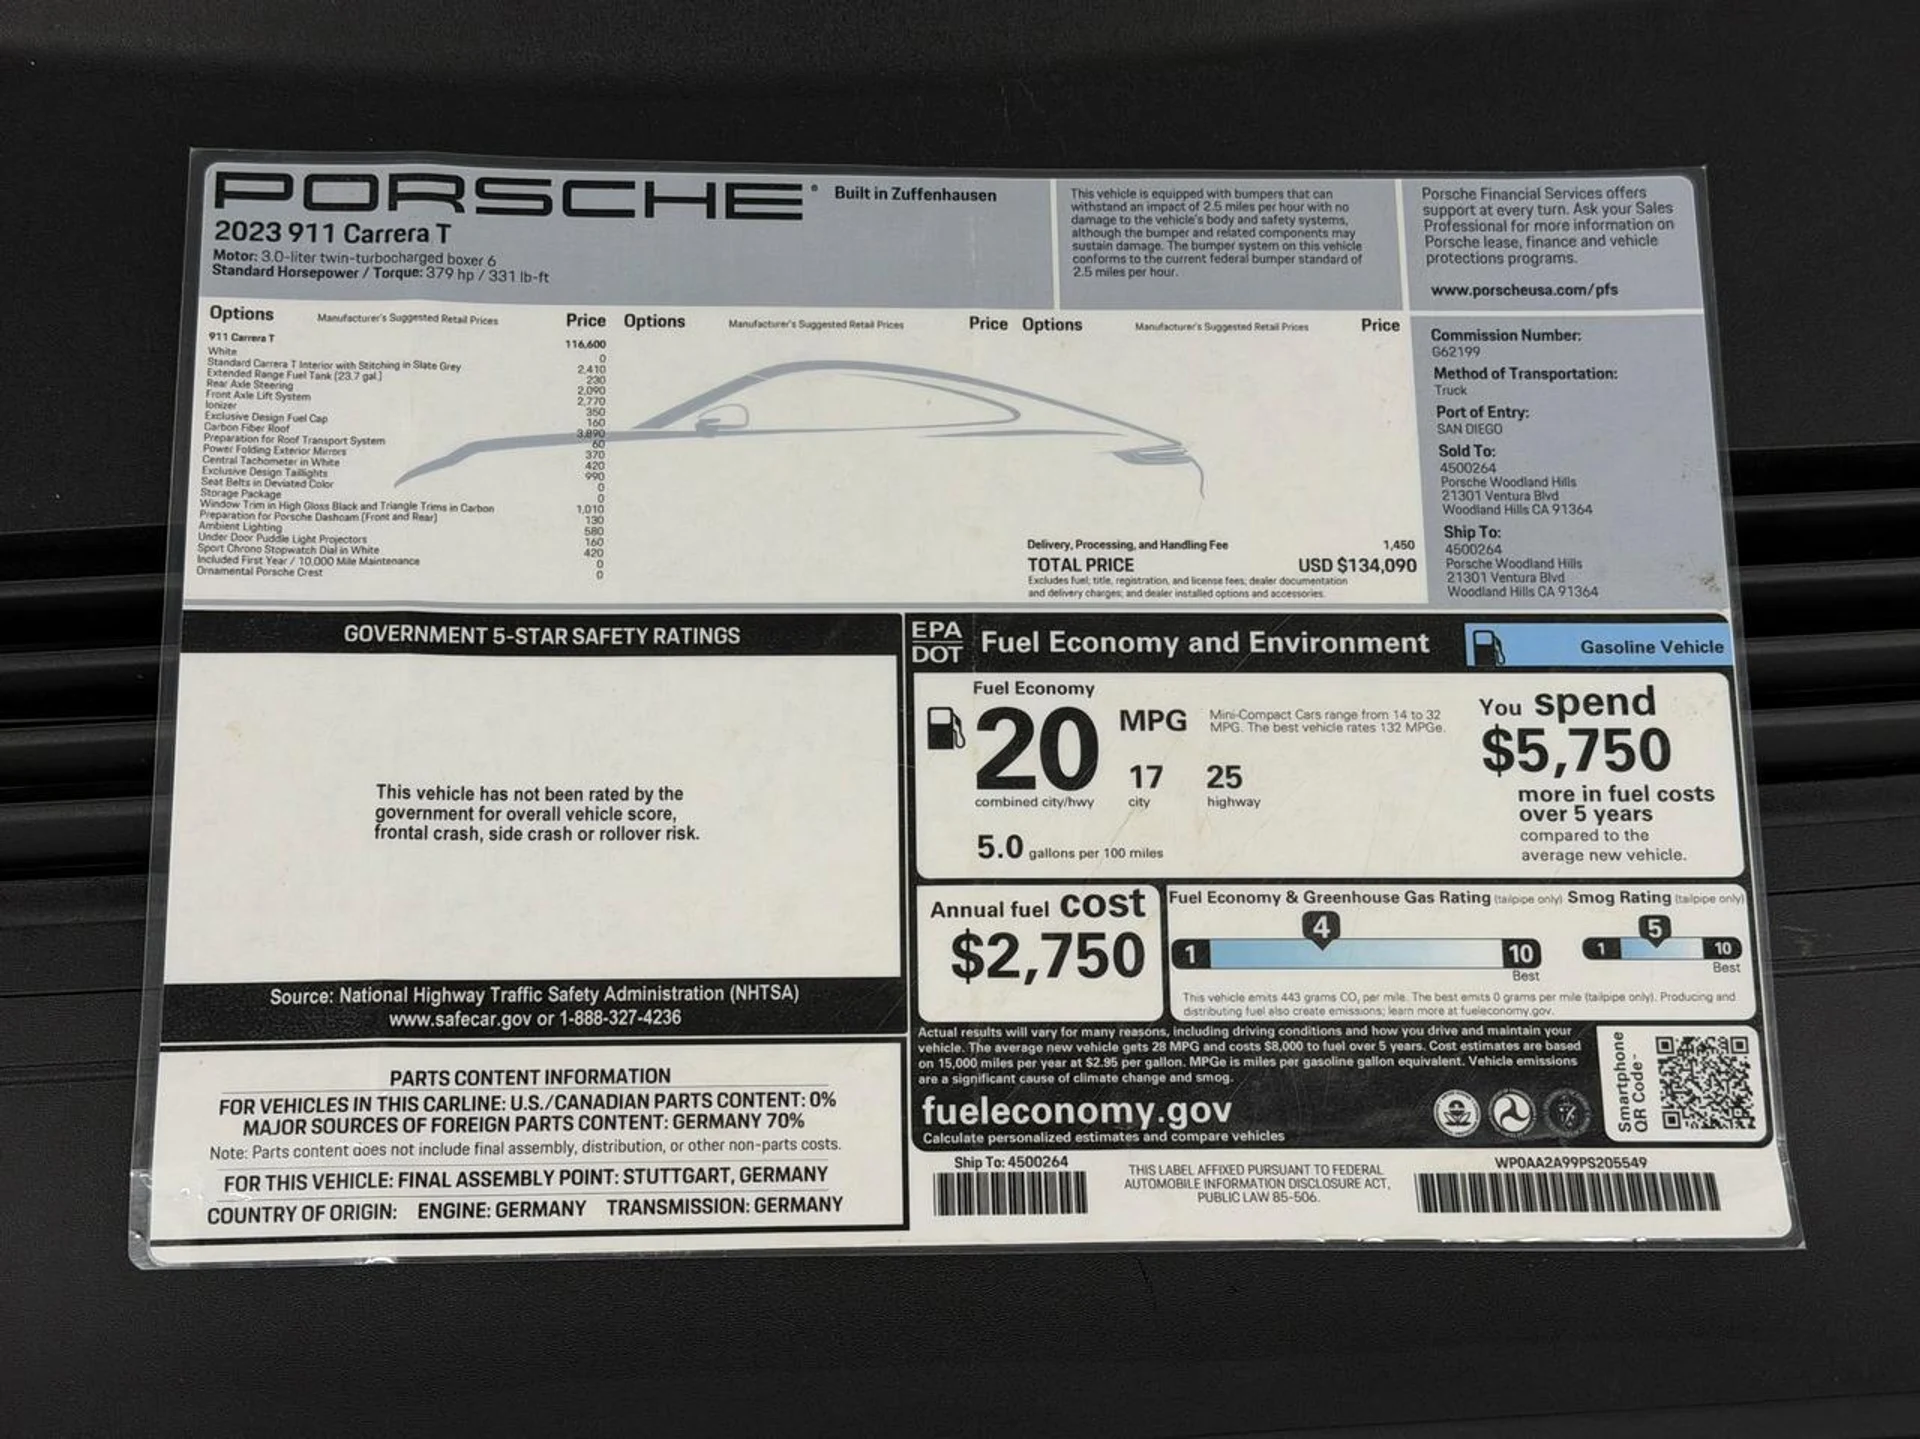 PORSCHE
Built in Zuffenhausen
2023 911 Carrera T
Motor: 3.0-liter twin-turbocharged boxer 6
Standard Horsepower / Torque: 379 hp / 331 lb-ft
This vehicle is equipped with bumpers that can
withstand an impact of 2.5 miles per hour with no
damage to the vehicle's body and safety systems,
although the bumper and related components may
sustain damage. The bumper system on this vehicle
conforms to the current federal bumper standard of
2.5 miles per hour.
Porsche Financial Services offers
support at every turn. Ask your Sales
Professional for more information on
Porsche lease, finance and vehicle
protections programs.
www.porscheusa.com/pfs
Options Manufacturer's Suggested Retail Prices Price Options Manufacturer's Suggested Retail Prices Price Options Manufacturer's Suggested Retail Prices Price
911 Carrera T 116,600
White 0
Standard Carrera T Interior with Stitching in Slate Grey 2,410
Extended Range Fuel Tank (23.7 gal.) 230
Rear Axle Steering 2,090
Front Axle Lift System 2,770
Ionizer 350
Exclusive Design Fuel Cap 160
Carbon Fiber Roof 3,890
Preparation for Roof Transport System 60
Power Folding Exterior Mirrors 370
Central Tachometer in White 420
Exclusive Design Taillights 990
Seat Belts in Deviated Color 0
Storage Package 0
Window Trim in High Gloss Black and Triangle Trims in Carbon 1,010
Preparation for Porsche Dashcam (Front and Rear) 130
Ambient Lighting 580
Under Door Puddle Light Projectors 160
Sport Chrono Stopwatch Dial in White 420
Included First Year / 10,000 Mile Maintenance 0
Ornamental Porsche Crest 0
Delivery, Processing, and Handling Fee 1,450
TOTAL PRICE USD $134,090
Excludes fuel; title, registration, and license fees; dealer documentation
and delivery charges; and dealer installed options and accessories.
Commission Number:
G62199
Method of Transportation:
Truck
Port of Entry:
SAN DIEGO
Sold To:
4500264
Porsche Woodland Hills
21301 Ventura Blvd
Woodland Hills CA 91364
Ship To:
4500264
Porsche Woodland Hills
21301 Ventura Blvd
Woodland Hills CA 91364
GOVERNMENT 5-STAR SAFETY RATINGS
This vehicle has not been rated by the
government for overall vehicle score,
frontal crash, side crash or rollover risk.
Source: National Highway Traffic Safety Administration (NHTSA)
www.safecar.gov or 1-888-327-4236
PARTS CONTENT INFORMATION
FOR VEHICLES IN THIS CARLINE: U.S./CANADIAN PARTS CONTENT: 0%
MAJOR SOURCES OF FOREIGN PARTS CONTENT: GERMANY 70%
Note: Parts content does not include final assembly, distribution, or other non-parts costs.
FOR THIS VEHICLE: FINAL ASSEMBLY POINT: STUTTGART, GERMANY
COUNTRY OF ORIGIN: ENGINE: GERMANY TRANSMISSION: GERMANY
EPA
DOT
Fuel Economy and Environment
Gasoline Vehicle
Fuel Economy
20 MPG
Mini-Compact Cars range from 14 to 32
MPG. The best vehicle rates 132 MPGe.
17 25
combined city/hwy city highway
5.0 gallons per 100 miles
You spend
$5,750
more in fuel costs
over 5 years
compared to the
average new vehicle.
Annual fuel cost
$2,750
Fuel Economy & Greenhouse Gas Rating (tailpipe only) Smog Rating (tailpipe only)
4 5
1 10 1 10
Best Best
This vehicle emits 443 grams CO2 per mile. The best emits 0 grams per mile (tailpipe only). Producing and
distributing fuel also create emissions; learn more at fueleconomy.gov.
Actual results will vary for many reasons, including driving conditions and how you drive and maintain your
vehicle. The average new vehicle gets 28 MPG and costs $8,000 to fuel over 5 years. Cost estimates are based
on 15,000 miles per year at $2.95 per gallon. MPGe is miles per gasoline gallon equivalent. Vehicle emissions
are a significant cause of climate change and smog.
fueleconomy.gov
Calculate personalized estimates and compare vehicles
Smartphone
QR Code
Ship To: 4500264
THIS LABEL AFFIXED PURSUANT TO FEDERAL
AUTOMOBILE INFORMATION DISCLOSURE ACT,
PUBLIC LAW 85-506.
WP0AA2A99PS205549